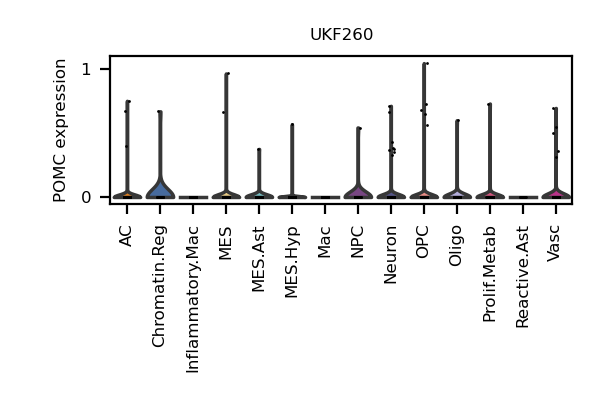 UKF260
POMC expression
1
0
AC
Chromatin.Reg
Inflammatory.Mac
MES
MES.Ast
MES.Hyp
Mac
NPC
Neuron
OPC
Oligo
Prolif.Metab
Reactive.Ast
Vasc